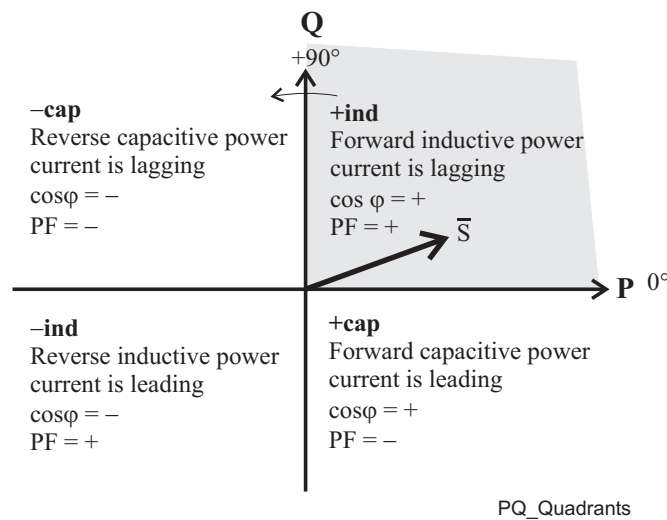 Q
+90°
–cap
Reverse capacitive power
current is lagging
cosφ = –
PF = –
+ind
Forward inductive power
current is lagging
cos φ = +
PF = +
S̅
P 0°
–ind
Reverse inductive power
current is leading
cosφ = –
PF = +
+cap
Forward capacitive power
current is leading
cosφ = +
PF = –
PQ_Quadrants